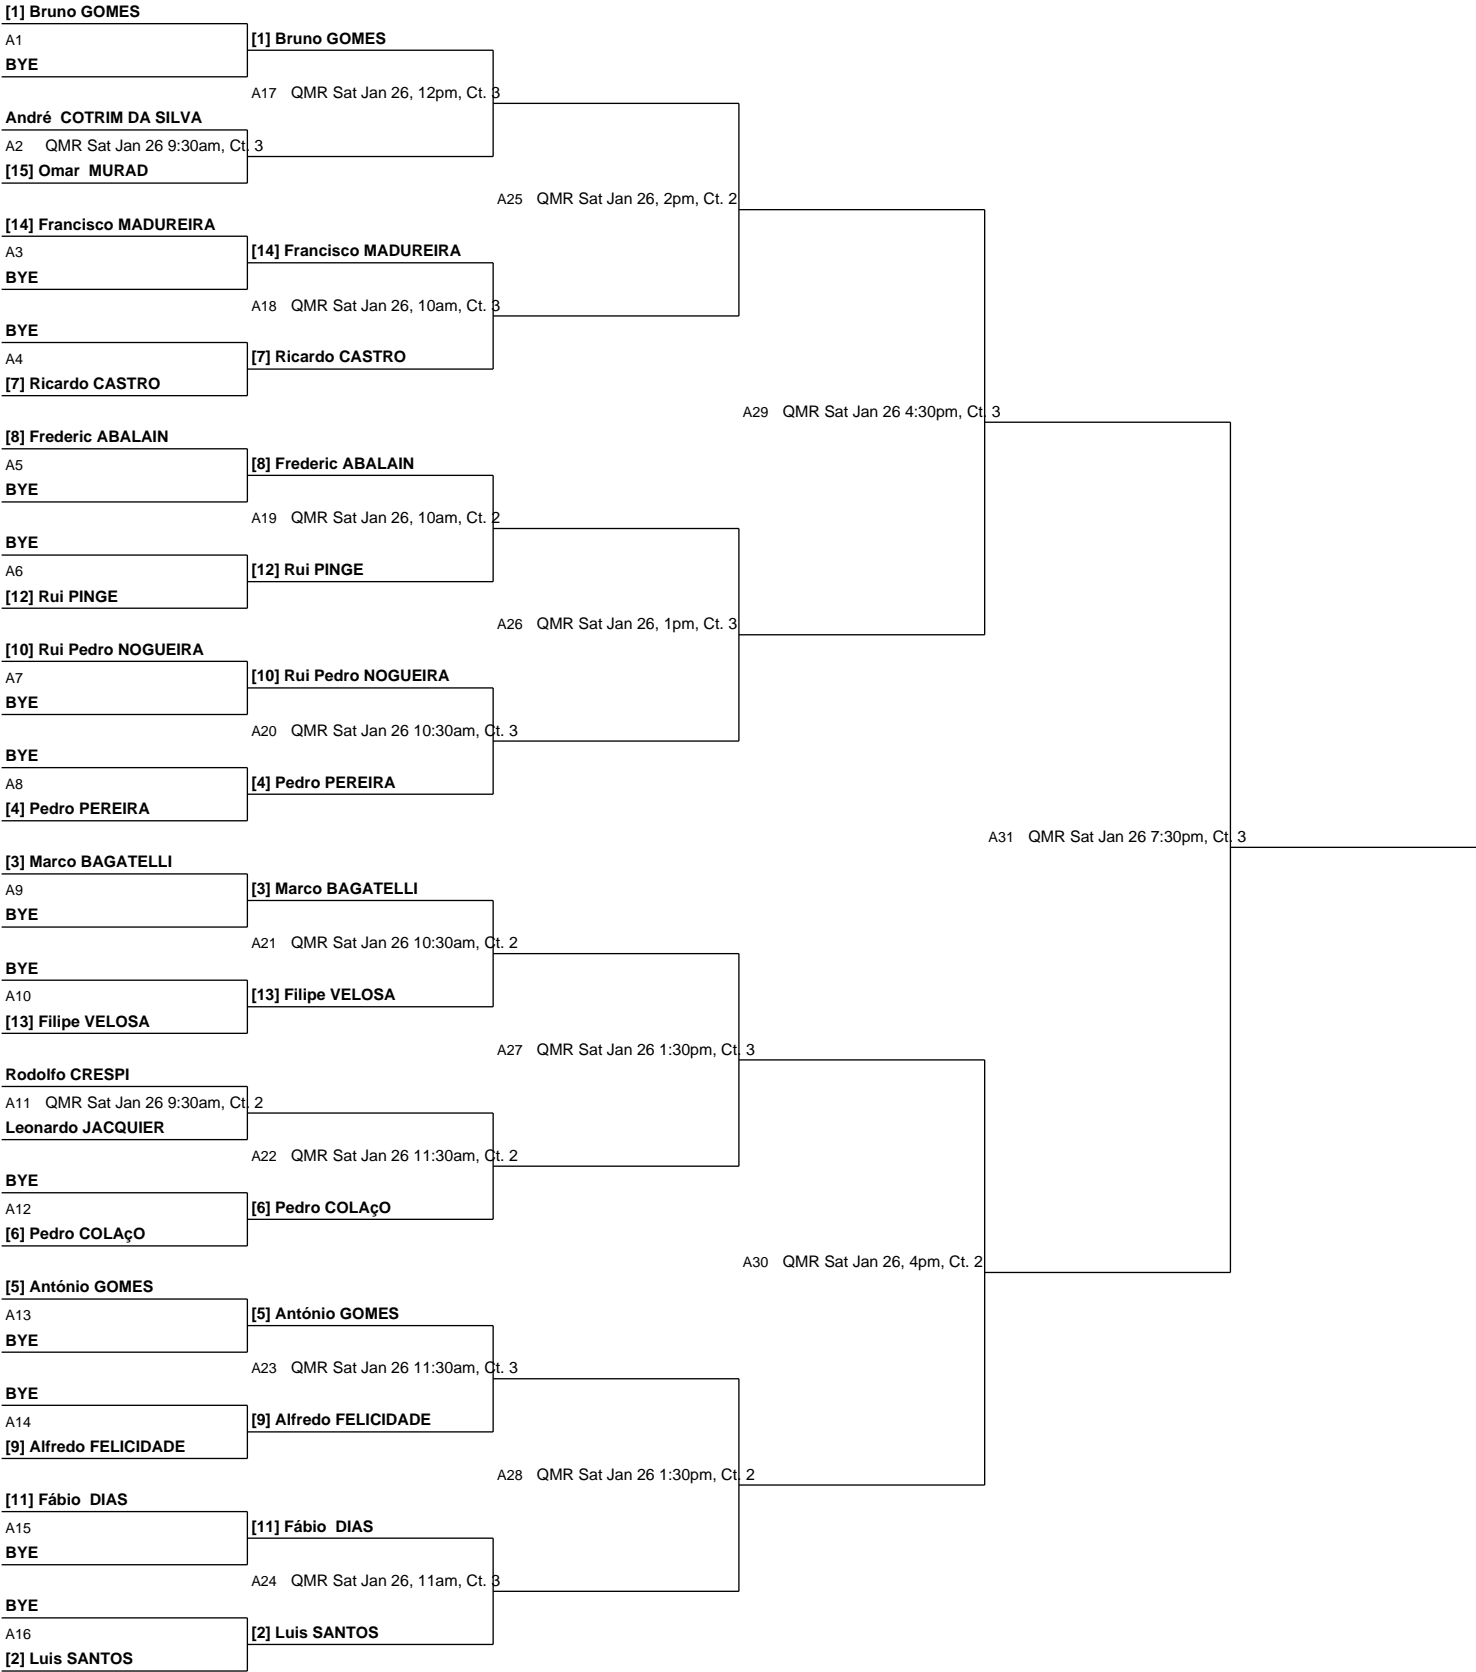 [1] Bruno GOMES
A1
[1] Bruno GOMES
BYE
A17 QMR Sat Jan 26, 12pm, Ct. 3
André  COTRIM DA SILVA
A2 QMR Sat Jan 26 9:30am, Ct. 3
[15] Omar  MURAD
A25 QMR Sat Jan 26, 2pm, Ct. 2
[14] Francisco MADUREIRA
A3
[14] Francisco MADUREIRA
BYE
A18 QMR Sat Jan 26, 10am, Ct. 3
BYE
A4
[7] Ricardo CASTRO
[7] Ricardo CASTRO
A29 QMR Sat Jan 26 4:30pm, Ct. 3
[8] Frederic ABALAIN
A5
[8] Frederic ABALAIN
BYE
A19 QMR Sat Jan 26, 10am, Ct. 2
BYE
A6
[12] Rui PINGE
[12] Rui PINGE
A26 QMR Sat Jan 26, 1pm, Ct. 3
[10] Rui Pedro NOGUEIRA
A7
[10] Rui Pedro NOGUEIRA
BYE
A20 QMR Sat Jan 26 10:30am, Ct. 3
BYE
A8
[4] Pedro PEREIRA
[4] Pedro PEREIRA
A31 QMR Sat Jan 26 7:30pm, Ct. 3
[3] Marco BAGATELLI
A9
[3] Marco BAGATELLI
BYE
A21 QMR Sat Jan 26 10:30am, Ct. 2
BYE
A10
[13] Filipe VELOSA
[13] Filipe VELOSA
A27 QMR Sat Jan 26 1:30pm, Ct. 3
Rodolfo CRESPI
A11 QMR Sat Jan 26 9:30am, Ct. 2
Leonardo JACQUIER
A22 QMR Sat Jan 26 11:30am, Ct. 2
BYE
A12
[6] Pedro COLAçO
[6] Pedro COLAçO
A30 QMR Sat Jan 26, 4pm, Ct. 2
[5] António GOMES
A13
[5] António GOMES
BYE
A23 QMR Sat Jan 26 11:30am, Ct. 3
BYE
A14
[9] Alfredo FELICIDADE
[9] Alfredo FELICIDADE
A28 QMR Sat Jan 26 1:30pm, Ct. 2
[11] Fábio  DIAS
A15
[11] Fábio  DIAS
BYE
A24 QMR Sat Jan 26, 11am, Ct. 3
BYE
A16
[2] Luis SANTOS
[2] Luis SANTOS